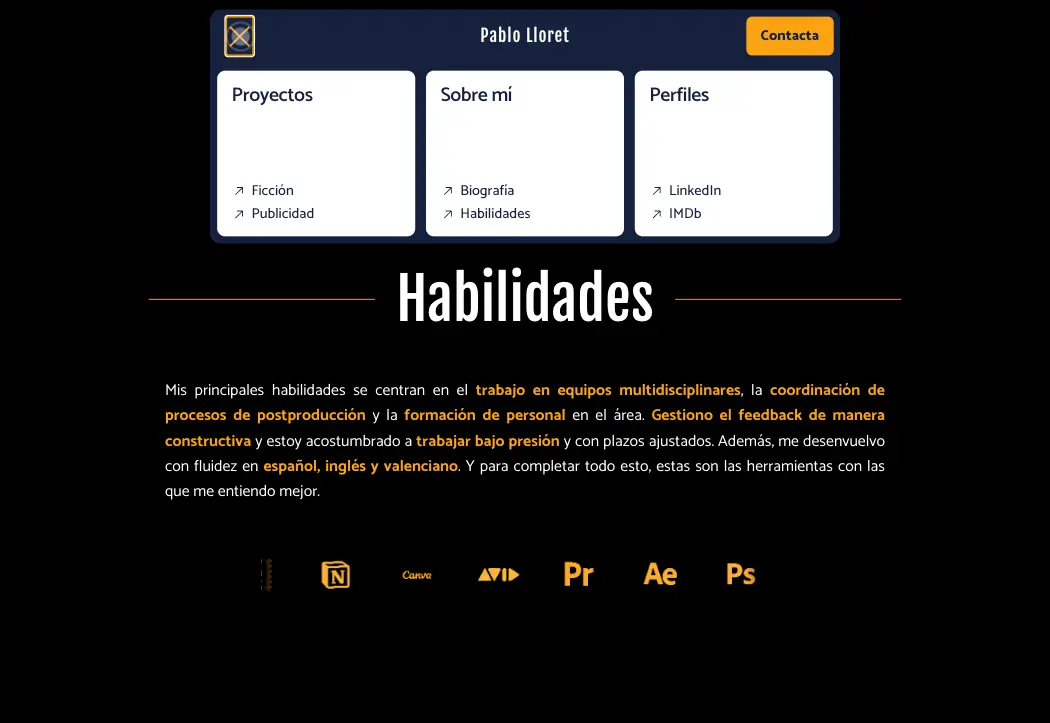 Pablo Lloret
Contacta
Proyectos
Ficción
Publicidad
Sobre mí
Biografía
Habilidades
Perfiles
LinkedIn
IMDb
Habilidades
Mis principales habilidades se centran en el trabajo en equipos multidisciplinares, la coordinación de
procesos de postproducción y la formación de personal en el área. Gestiono el feedback de manera
constructiva y estoy acostumbrado a trabajar bajo presión y con plazos ajustados. Además, me desenvuelvo
con fluidez en español, inglés y valenciano. Y para completar todo esto, estas son las herramientas con las
que me entiendo mejor.
N Canva AVID Pr Ae Ps